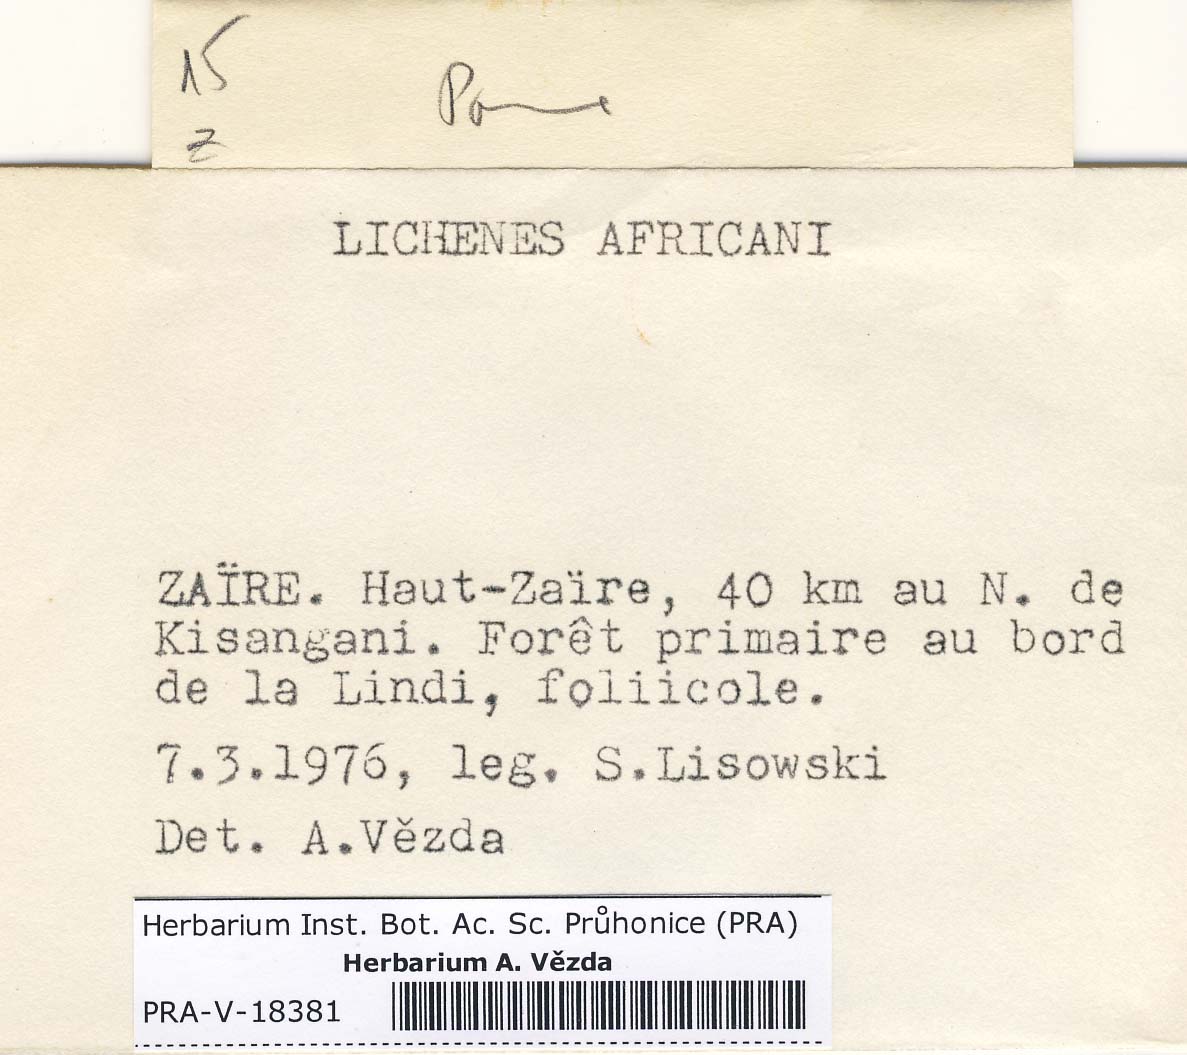 15
z
LICHENES AFRICANI
ZAÏRE. Haut-Zaïre, 40 km au N. de
Kisangani. Forêt primaire au bord
de la Lindi, foliicole.
7.3.1976, leg. S.Lisowski
Det. A.Vězda
Herbarium Inst. Bot. Ac. Sc. Průhonice (PRA)
Herbarium A. Vězda
PRA-V-18381